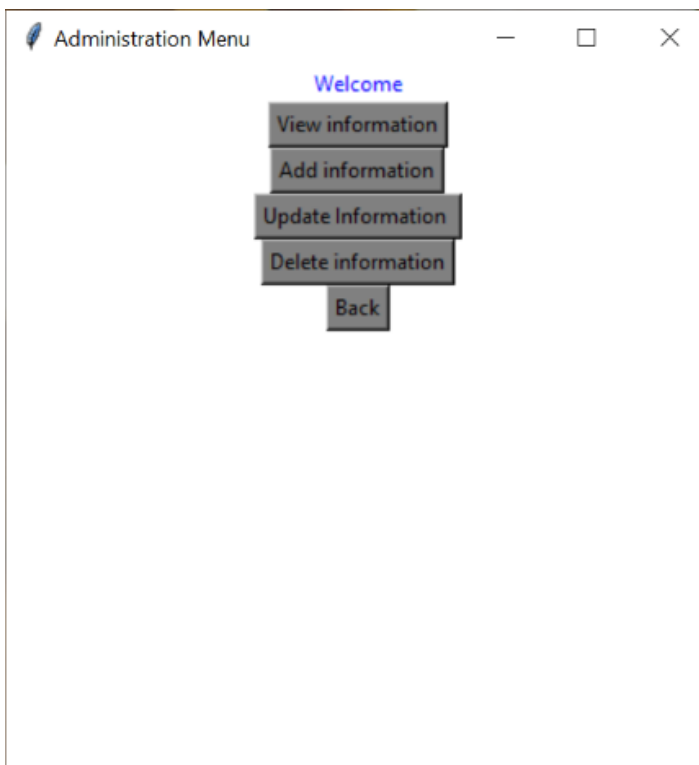 Administration Menu
Welcome
View information
Add information
Update Information
Delete information
Back